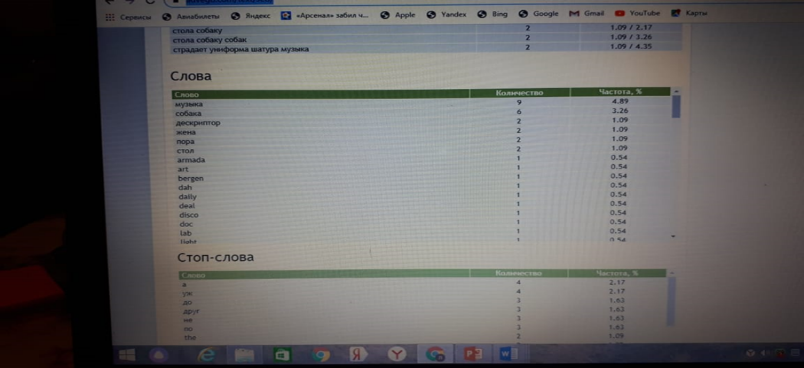 Сервисы Авиабилеты Яндекс «Арсенал» забил ч... Apple Yandex Bing Google Gmail YouTube Карты
стола собаку 2 1.09 / 2.17
стола собаку собак 2 1.09 / 3.26
страдает униформа шатура музыка 2 1.09 / 4.35
Слова
Слово Количество Частота, %
музыка 9 4.89
собака 6 3.26
дескриптор 2 1.09
жена 2 1.09
пора 2 1.09
стол 2 1.09
armada 1 0.54
art 1 0.54
bergen 1 0.54
dah 1 0.54
daily 1 0.54
deal 1 0.54
disco 1 0.54
doc 1 0.54
lab 1 0.54
light 1 0.54
Стоп-слова
Слово Количество Частота, %
а 4 2.17
уж 4 2.17
до 3 1.63
друг 3 1.63
не 3 1.63
3 1.63
the 2 1.09